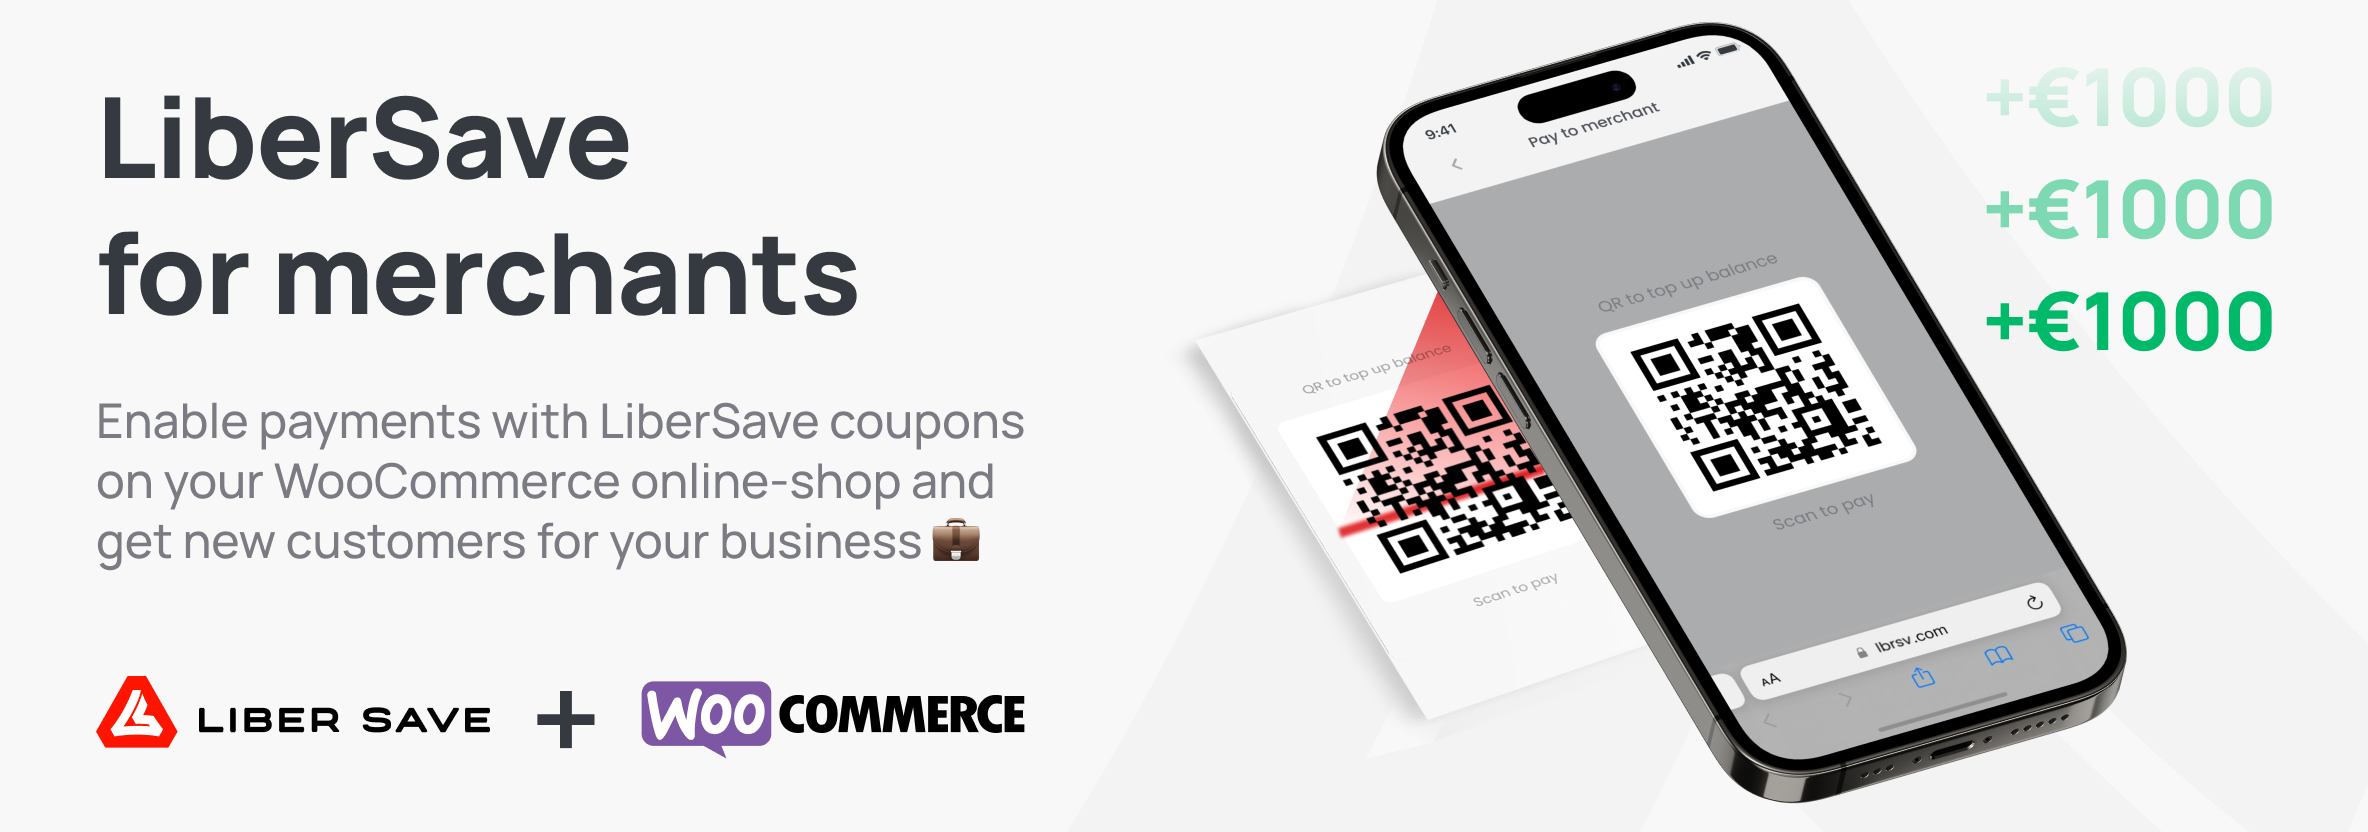 LiberSave
for merchants
Enable payments with LiberSave coupons
on your WooCommerce online-shop and
get new customers for your business
LIBER SAVE
+
WOO COMMERCE
QR to top up balance
Scan to pay
9:41
Pay to merchant
QR to top up balance
Scan to pay
AA
lbrsv.com
+€1000
+€1000
+€1000